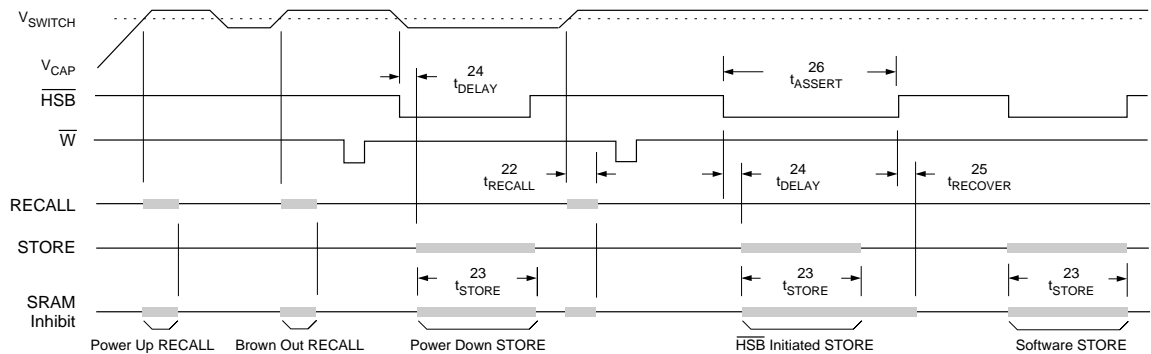 VSWITCH
VCAP
24
tDELAY
26
tASSERT
HSB
W
22
tRECALL
24
tDELAY
25
tRECOVER
RECALL
STORE
23
tSTORE
23
tSTORE
23
tSTORE
SRAM
Inhibit
Power Up RECALL
Brown Out RECALL
Power Down STORE
HSB Initiated STORE
Software STORE